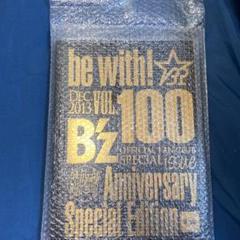 be with!
DEC. 2013 VOL. 100
B'z
OFFICIAL FANCLUB
SPECIAL issue
Anniversary
Special Edition